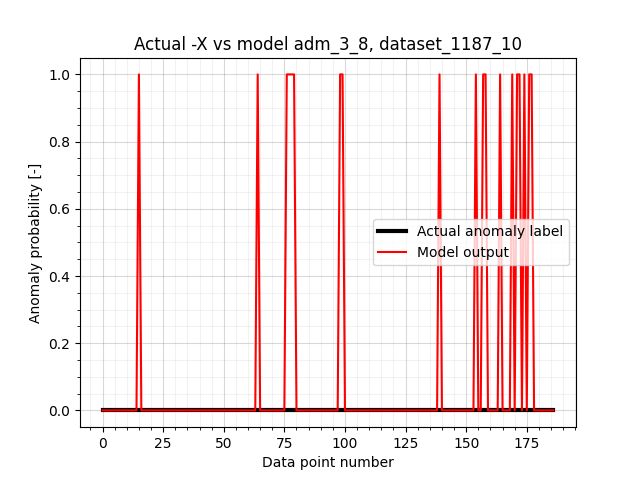 Actual -X vs model adm_3_8, dataset_1187_10
1.0
0.8
0.6
0.4
0.2
0.0
Anomaly probability [-]
Actual anomaly label
Model output
0 25 50 75 100 125 150 175
Data point number